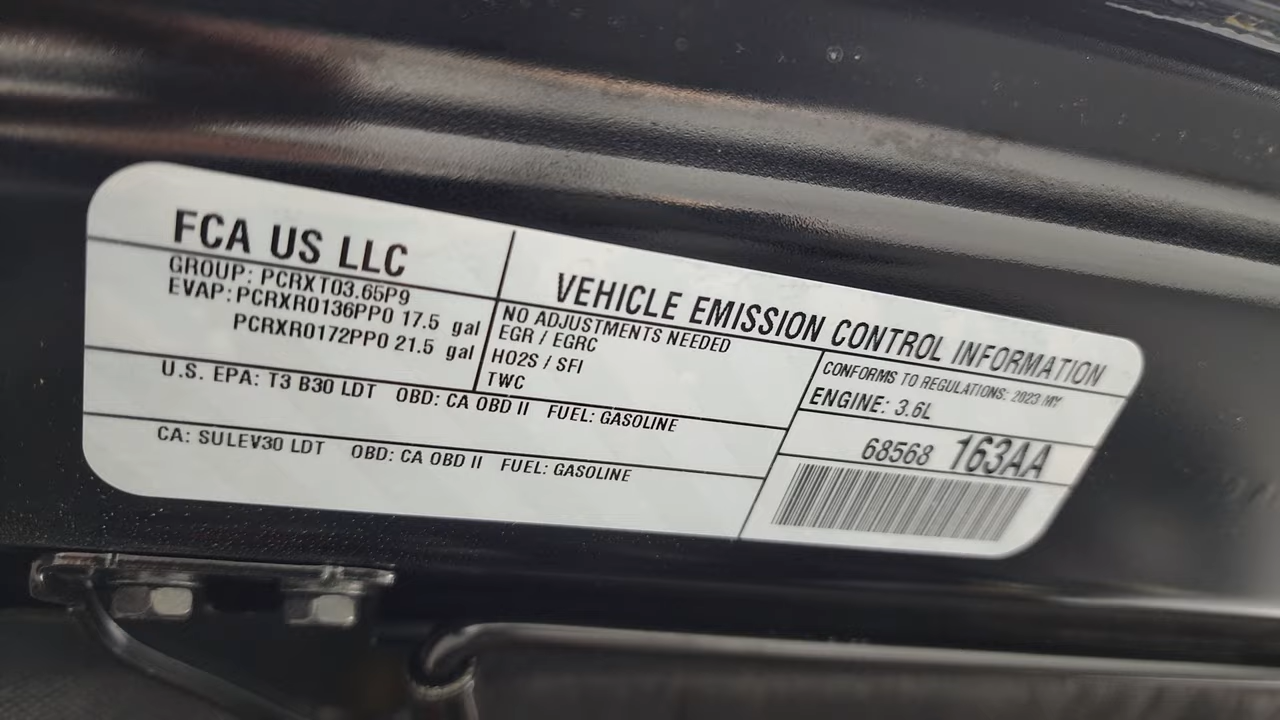 FCA US LLC
GROUP: PCRXT03.65P9
EVAP: PCRXR0136PP0 17.5 gal
PCRXR0172PP0 21.5 gal
VEHICLE EMISSION CONTROL INFORMATION
NO ADJUSTMENTS NEEDED
EGR / EGRC
HO2S / SFI
TWC
CONFORMS TO REGULATIONS: 2023 MY
ENGINE: 3.6L
U.S. EPA: T3 B30 LDT OBD: CA OBD II FUEL: GASOLINE
CA: SULEV30 LDT OBD: CA OBD II FUEL: GASOLINE
68568 163AA